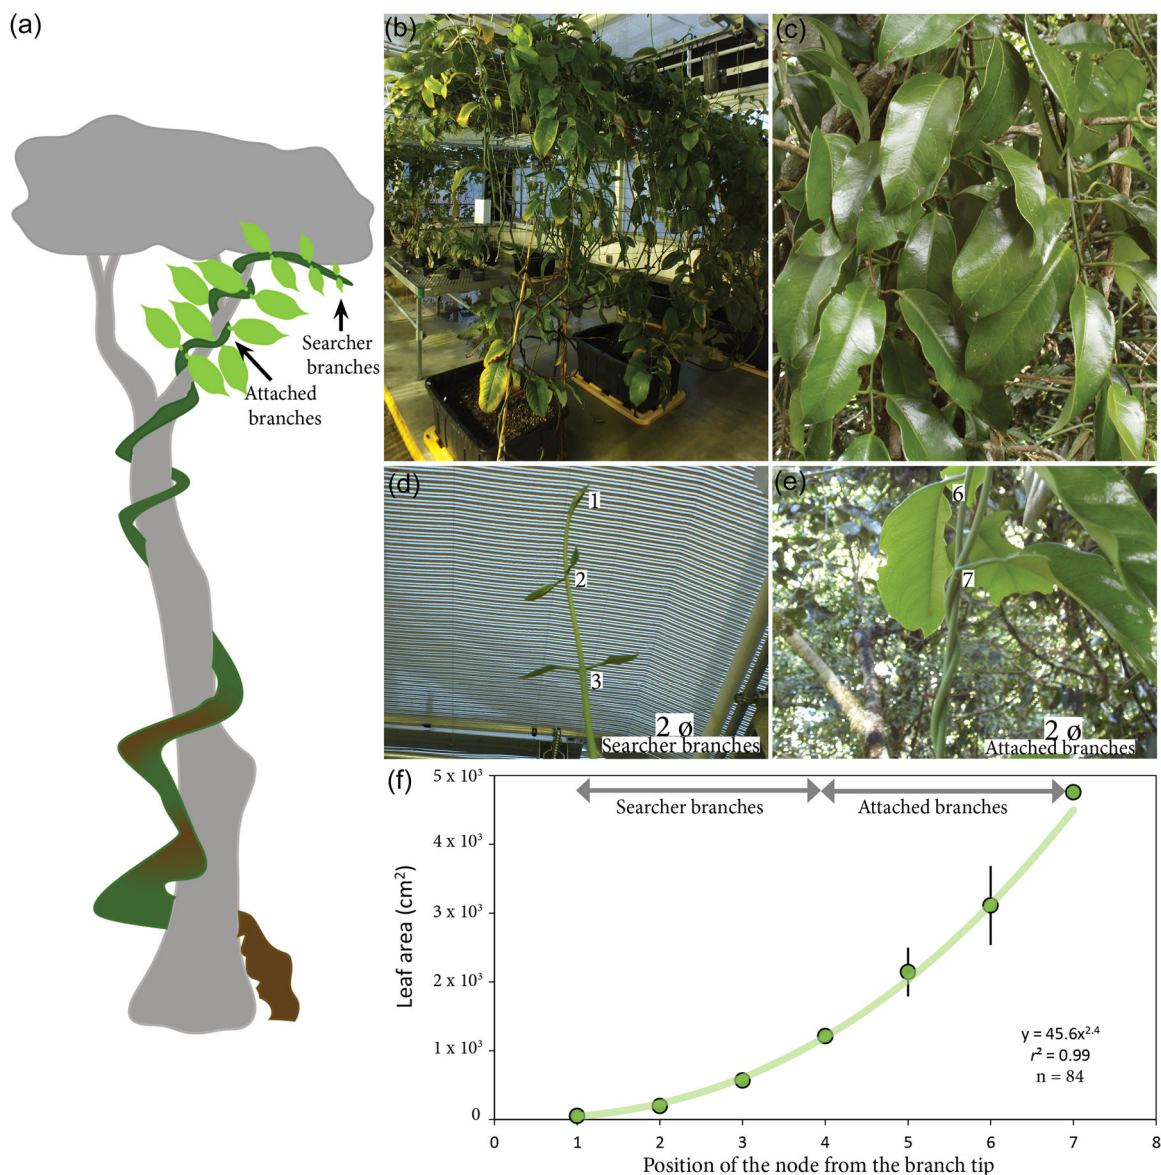 (a)
Searcher
branches
Attached
branches
(b)
(c)
(d)
1
2
3
2 ø
Searcher branches
(e)
6
7
2 ø
Attached branches
(f)
5 x 10³
4 x 10³
3 x 10³
2 x 10³
1 x 10³
0
Leaf area (cm²)
Searcher branches
Attached branches
y = 45.6x²·⁴
r² = 0.99
n = 84
0 1 2 3 4 5 6 7 8
Position of the node from the branch tip